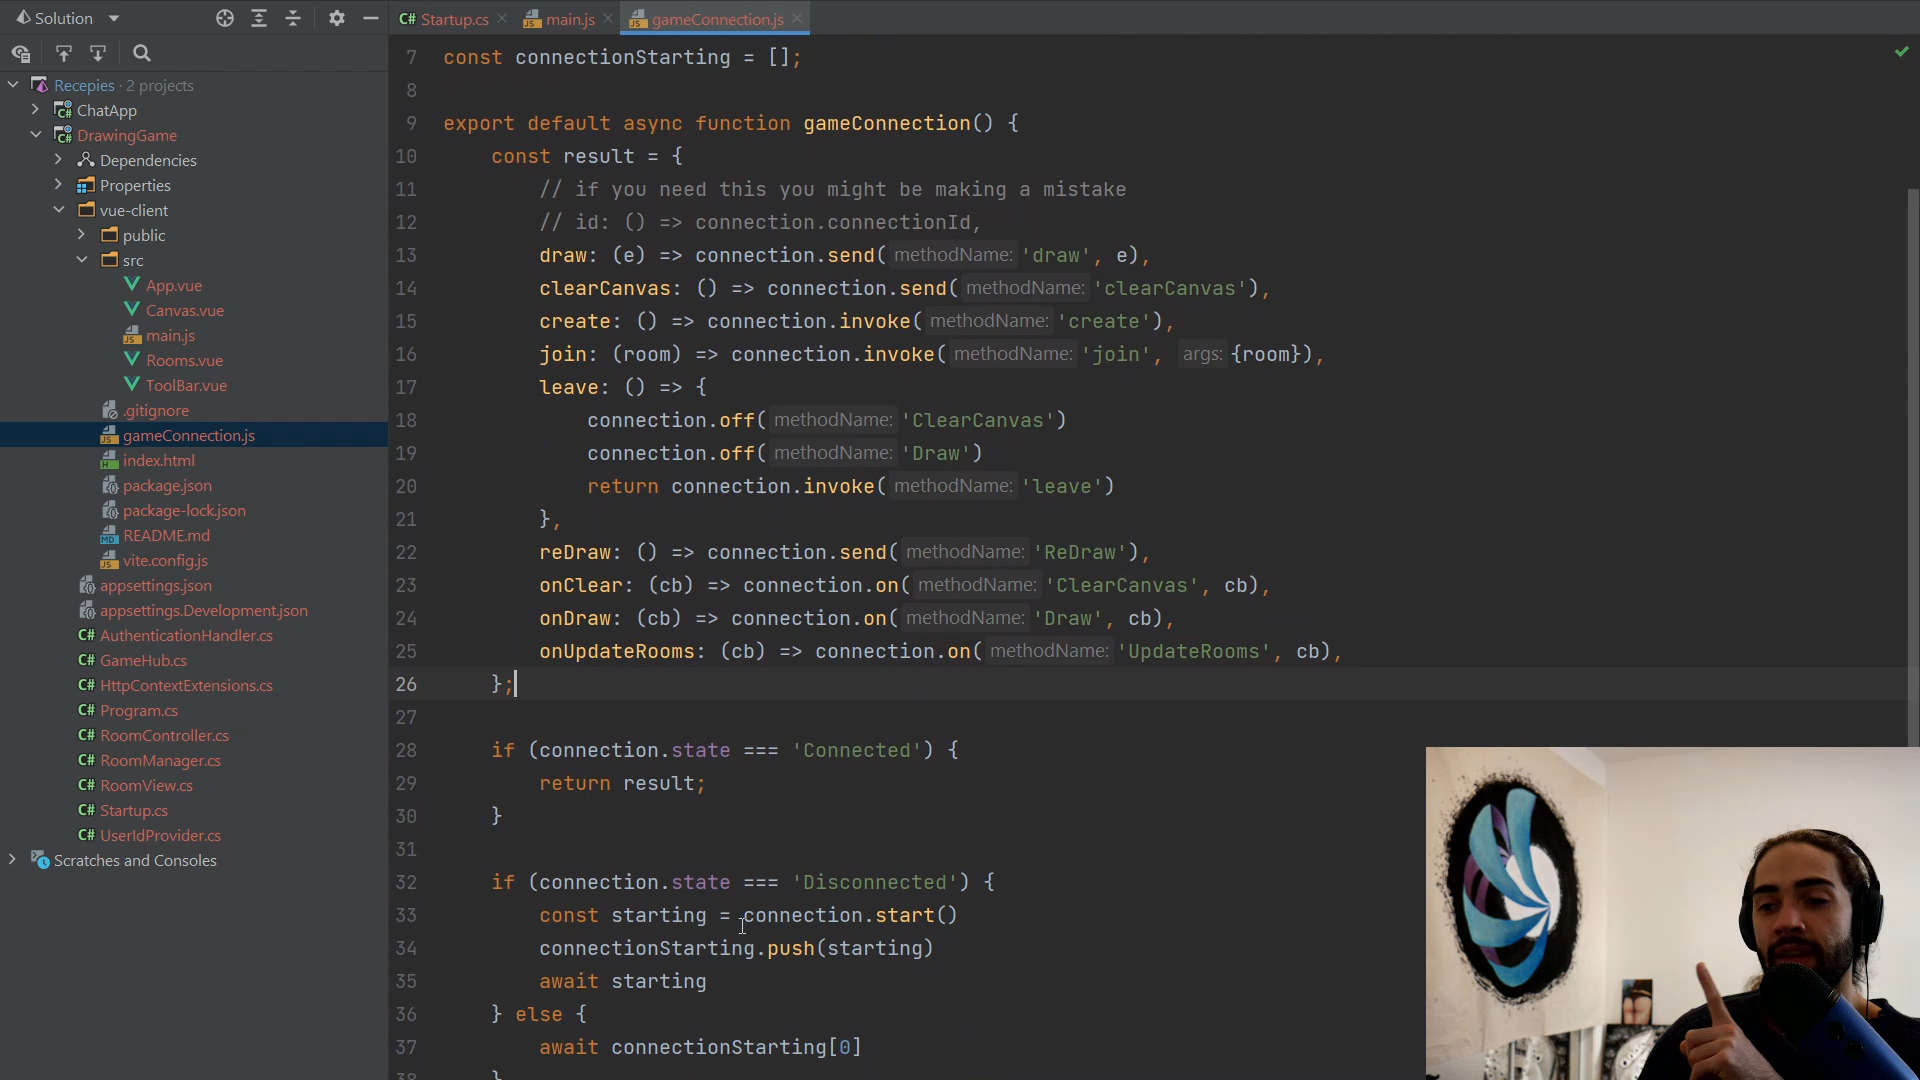 Solution
Startup.cs
main.js
gameConnection.js
Recepies · 2 projects
ChatApp
DrawingGame
Dependencies
Properties
vue-client
public
src
App.vue
Canvas.vue
main.js
Rooms.vue
ToolBar.vue
.gitignore
gameConnection.js
index.html
package.json
package-lock.json
README.md
vite.config.js
appsettings.json
appsettings.Development.json
C# AuthenticationHandler.cs
C# GameHub.cs
C# HttpContextExtensions.cs
C# Program.cs
C# RoomController.cs
C# RoomManager.cs
C# RoomView.cs
C# Startup.cs
C# UserIdProvider.cs
Scratches and Consoles
7 const connectionStarting = [];
8
9 export default async function gameConnection() {
10 const result = {
11 // if you need this you might be making a mistake
12 // id: () => connection.connectionId,
13 draw: (e) => connection.send( methodName: 'draw', e),
14 clearCanvas: () => connection.send( methodName: 'clearCanvas'),
15 create: () => connection.invoke( methodName: 'create'),
16 join: (room) => connection.invoke( methodName: 'join', args: {room}),
17 leave: () => {
18 connection.off( methodName: 'ClearCanvas')
19 connection.off( methodName: 'Draw')
20 return connection.invoke( methodName: 'leave')
21 },
22 reDraw: () => connection.send( methodName: 'ReDraw'),
23 onClear: (cb) => connection.on( methodName: 'ClearCanvas', cb),
24 onDraw: (cb) => connection.on( methodName: 'Draw', cb),
25 onUpdateRooms: (cb) => connection.on( methodName: 'UpdateRooms', cb),
26 };
27
28 if (connection.state === 'Connected') {
29 return result;
30 }
31
32 if (connection.state === 'Disconnected') {
33 const starting = connection.start()
34 connectionStarting.push(starting)
35 await starting
36 } else {
37 await connectionStarting[0]
38 }